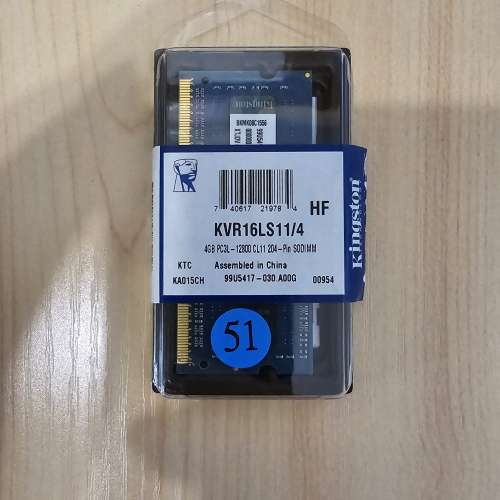 Kingston
BKMK08C1556
7 40617 21978 4
HF
KVR16LS11/4
4GB PC3L-12800 CL11 204-Pin SODIMM
KTC
Assembled in China
KA015CH
99U5417-030.A00G
00954
Kingston
51